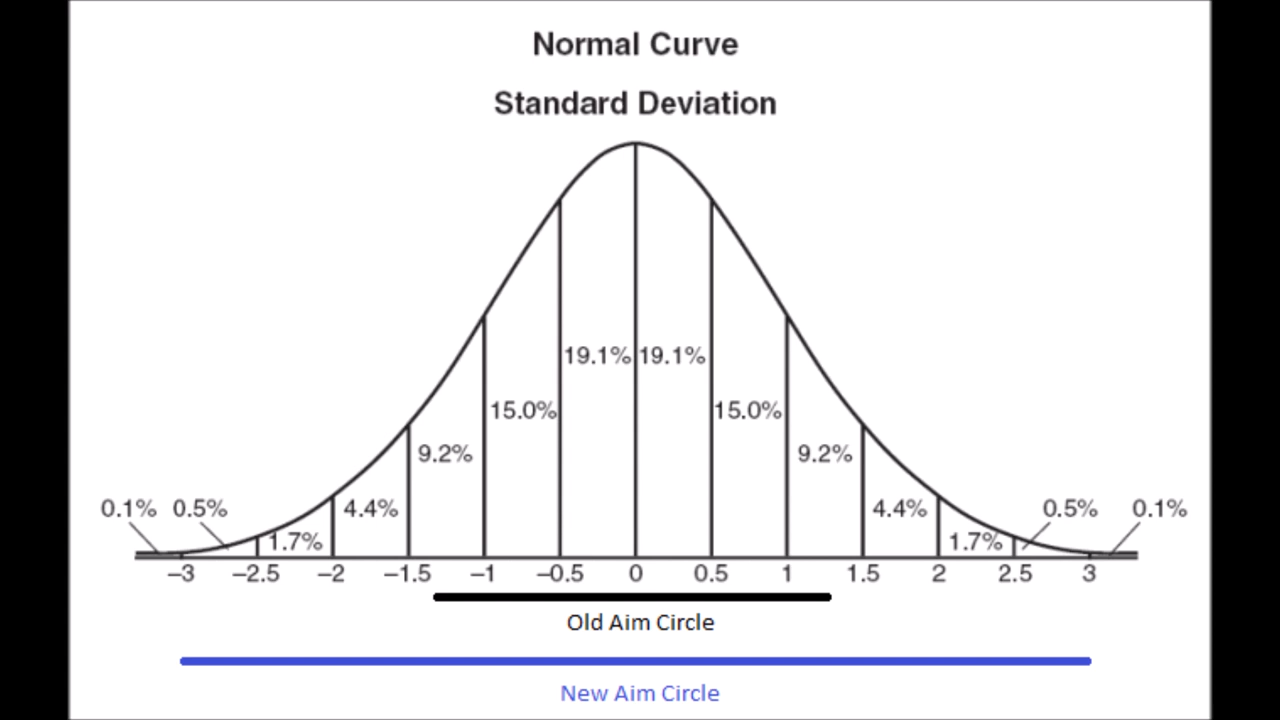 Normal Curve
Standard Deviation
19.1% 19.1%
15.0% 15.0%
9.2% 9.2%
0.1% 0.5% 4.4% 4.4% 0.5% 0.1%
1.7% 1.7%
–3 –2.5 –2 –1.5 –1 –0.5 0 0.5 1 1.5 2 2.5 3
Old Aim Circle
New Aim Circle